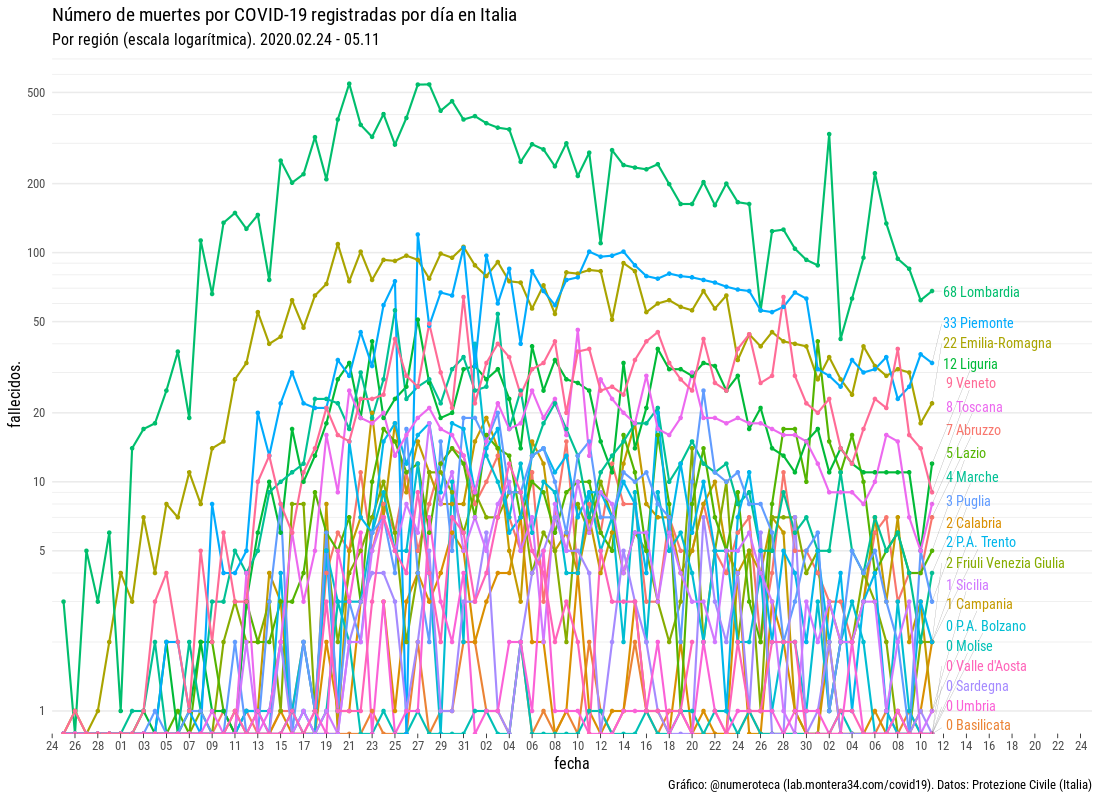 Número de muertes por COVID-19 registradas por día en Italia
Por región (escala logarítmica). 2020.02.24 - 05.11
fallecidos.
500
200
100
50
20
10
5
1
68 Lombardia
33 Piemonte
22 Emilia-Romagna
12 Liguria
9 Veneto
8 Toscana
7 Abruzzo
5 Lazio
4 Marche
3 Puglia
2 Calabria
2 P.A. Trento
2 Friuli Venezia Giulia
1 Sicilia
1 Campania
0 P.A. Bolzano
0 Molise
0 Valle d'Aosta
0 Sardegna
0 Umbria
0 Basilicata
24 26 28 01 03 05 07 09 11 13 15 17 19 21 23 25 27 29 31 02 04 06 08 10 12 14 16 18 20 22 24 26 28 30 02 04 06 08 10 12 14 16 18 20 22 24
fecha
Gráfico: @numeroteca (lab.montera34.com/covid19). Datos: Protezione Civile (Italia)